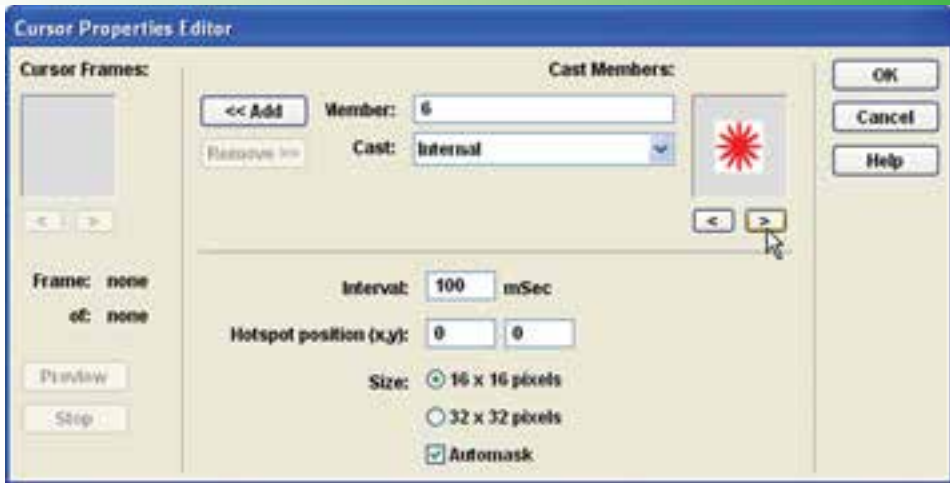 Cursor Properties Editor
Cursor Frames:
Cast Members:
<< Add
Member:
6
OK
Remove >>
Cast:
Internal
Cancel
Help
< >
< >
Frame: none
of: none
Interval:
100
mSec
Hotspot position (x,y):
0
0
Preview
Stop
Size:
16 x 16 pixels
32 x 32 pixels
Automask